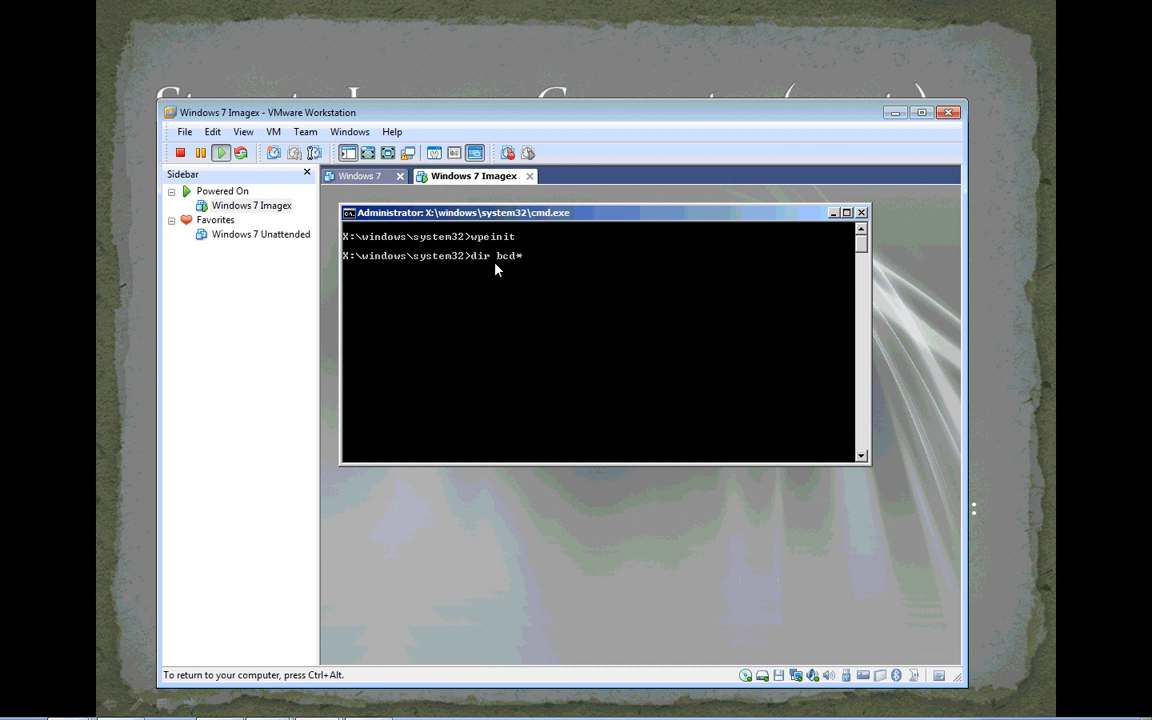 Windows 7 Imagex - VMware Workstation
File Edit View VM Team Windows Help
Sidebar
Windows 7
Windows 7 Imagex
Powered On
Windows 7 Imagex
Favorites
Windows 7 Unattended
Administrator: X:\windows\system32\cmd.exe
X:\windows\system32>wpeinit
X:\windows\system32>dir bcd*
To return to your computer, press Ctrl+Alt.